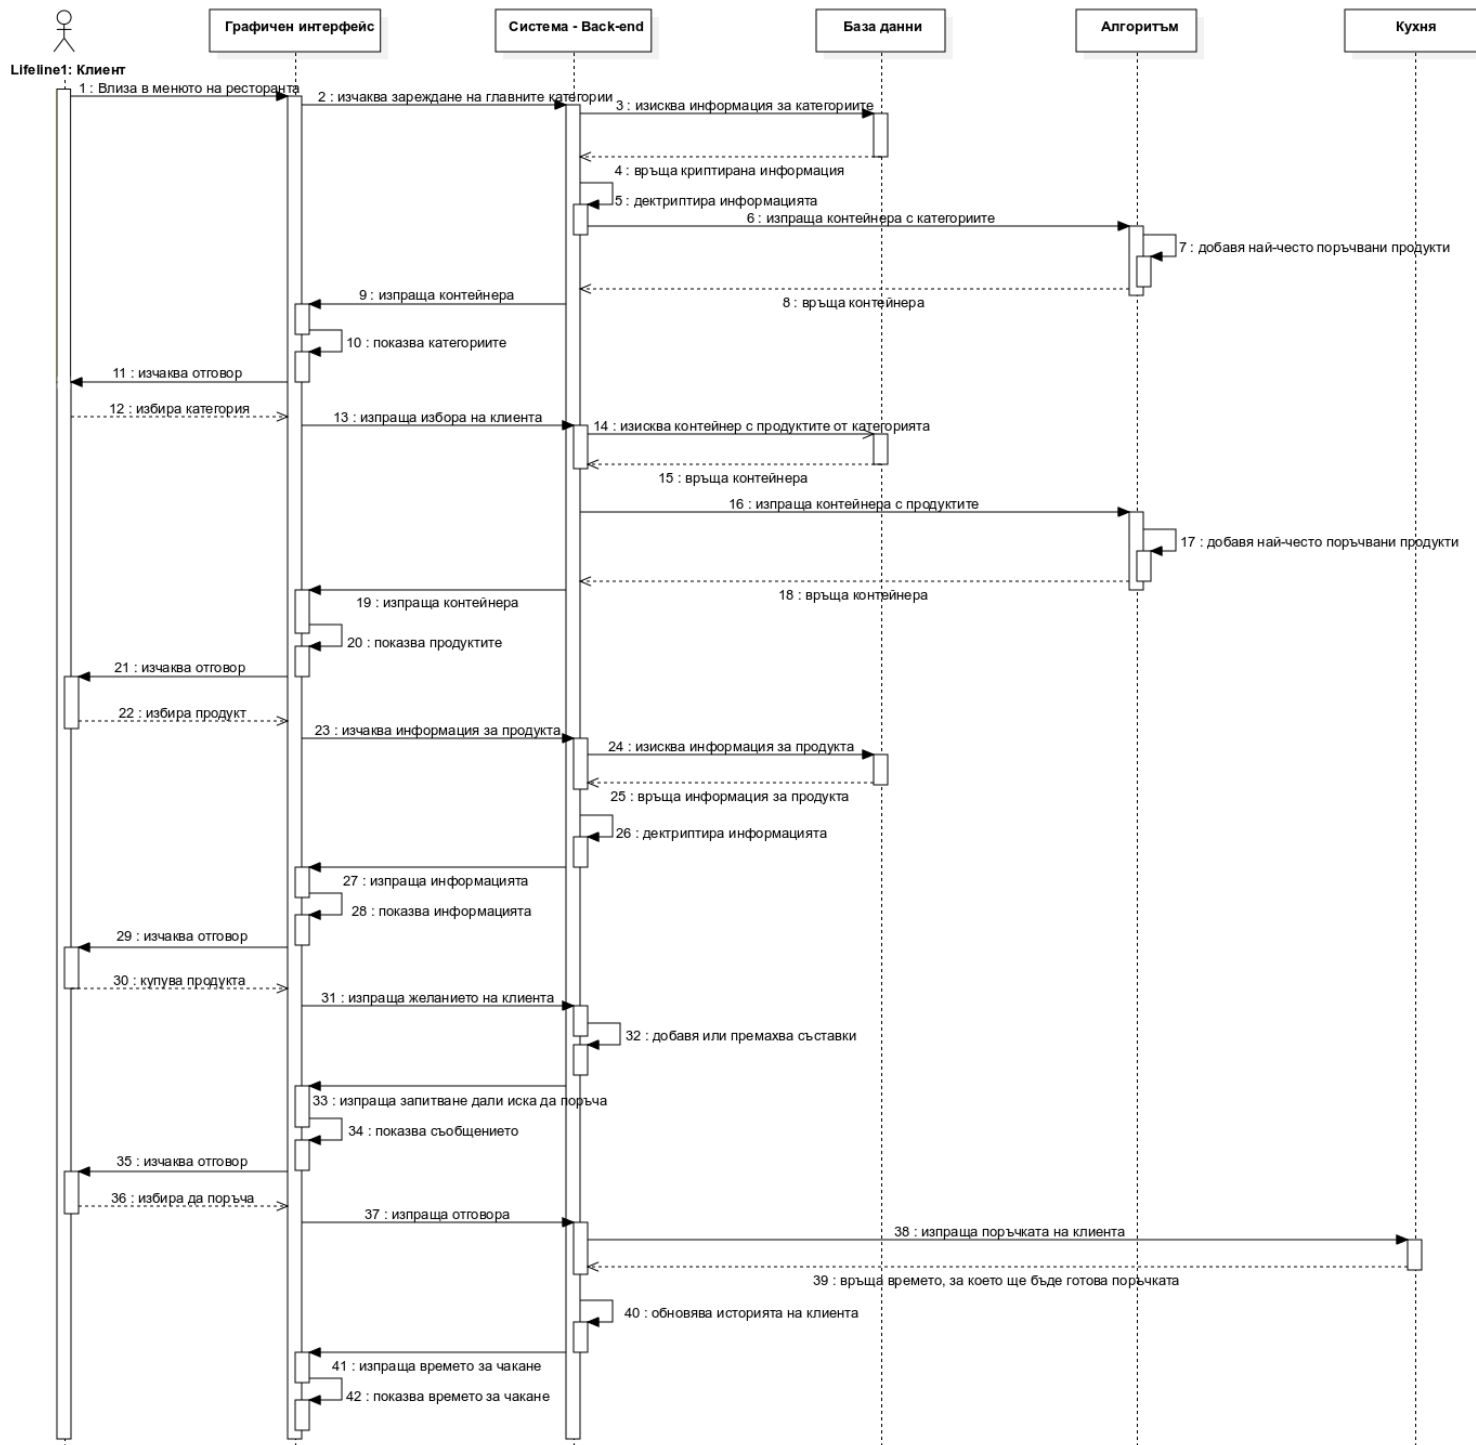 Графичен интерфейс
Система - Back-end
База данни
Алгоритъм
Кухня
Lifeline1: Клиент
1 : Влиза в менюто на ресторанта
2 : изчаква зареждане на главните категории
3 : изисква информация за категориите
4 : връща криптирана информация
5 : дектриптира информацията
6 : изпраща контейнера с категориите
7 : добавя най-често поръчвани продукти
8 : връща контейнера
9 : изпраща контейнера
10 : показва категориите
11 : изчаква отговор
12 : избира категория
13 : изпраща избора на клиента
14 : изисква контейнер с продуктите от категорията
15 : връща контейнера
16 : изпраща контейнера с продуктите
17 : добавя най-често поръчвани продукти
18 : връща контейнера
19 : изпраща контейнера
20 : показва продуктите
21 : изчаква отговор
22 : избира продукт
23 : изчаква информация за продукта
24 : изисква информация за продукта
25 : връща информация за продукта
26 : дектриптира информацията
27 : изпраща информацията
28 : показва информацията
29 : изчаква отговор
30 : купува продукта
31 : изпраща желанието на клиента
32 : добавя или премахва съставки
33 : изпраща запитване дали иска да поръча
34 : показва съобщението
35 : изчаква отговор
36 : избира да поръча
37 : изпраща отговора
38 : изпраща поръчката на клиента
39 : връща времето, за което ще бъде готова поръчката
40 : обновява историята на клиента
41 : изпраща времето за чакане
42 : показва времето за чакане